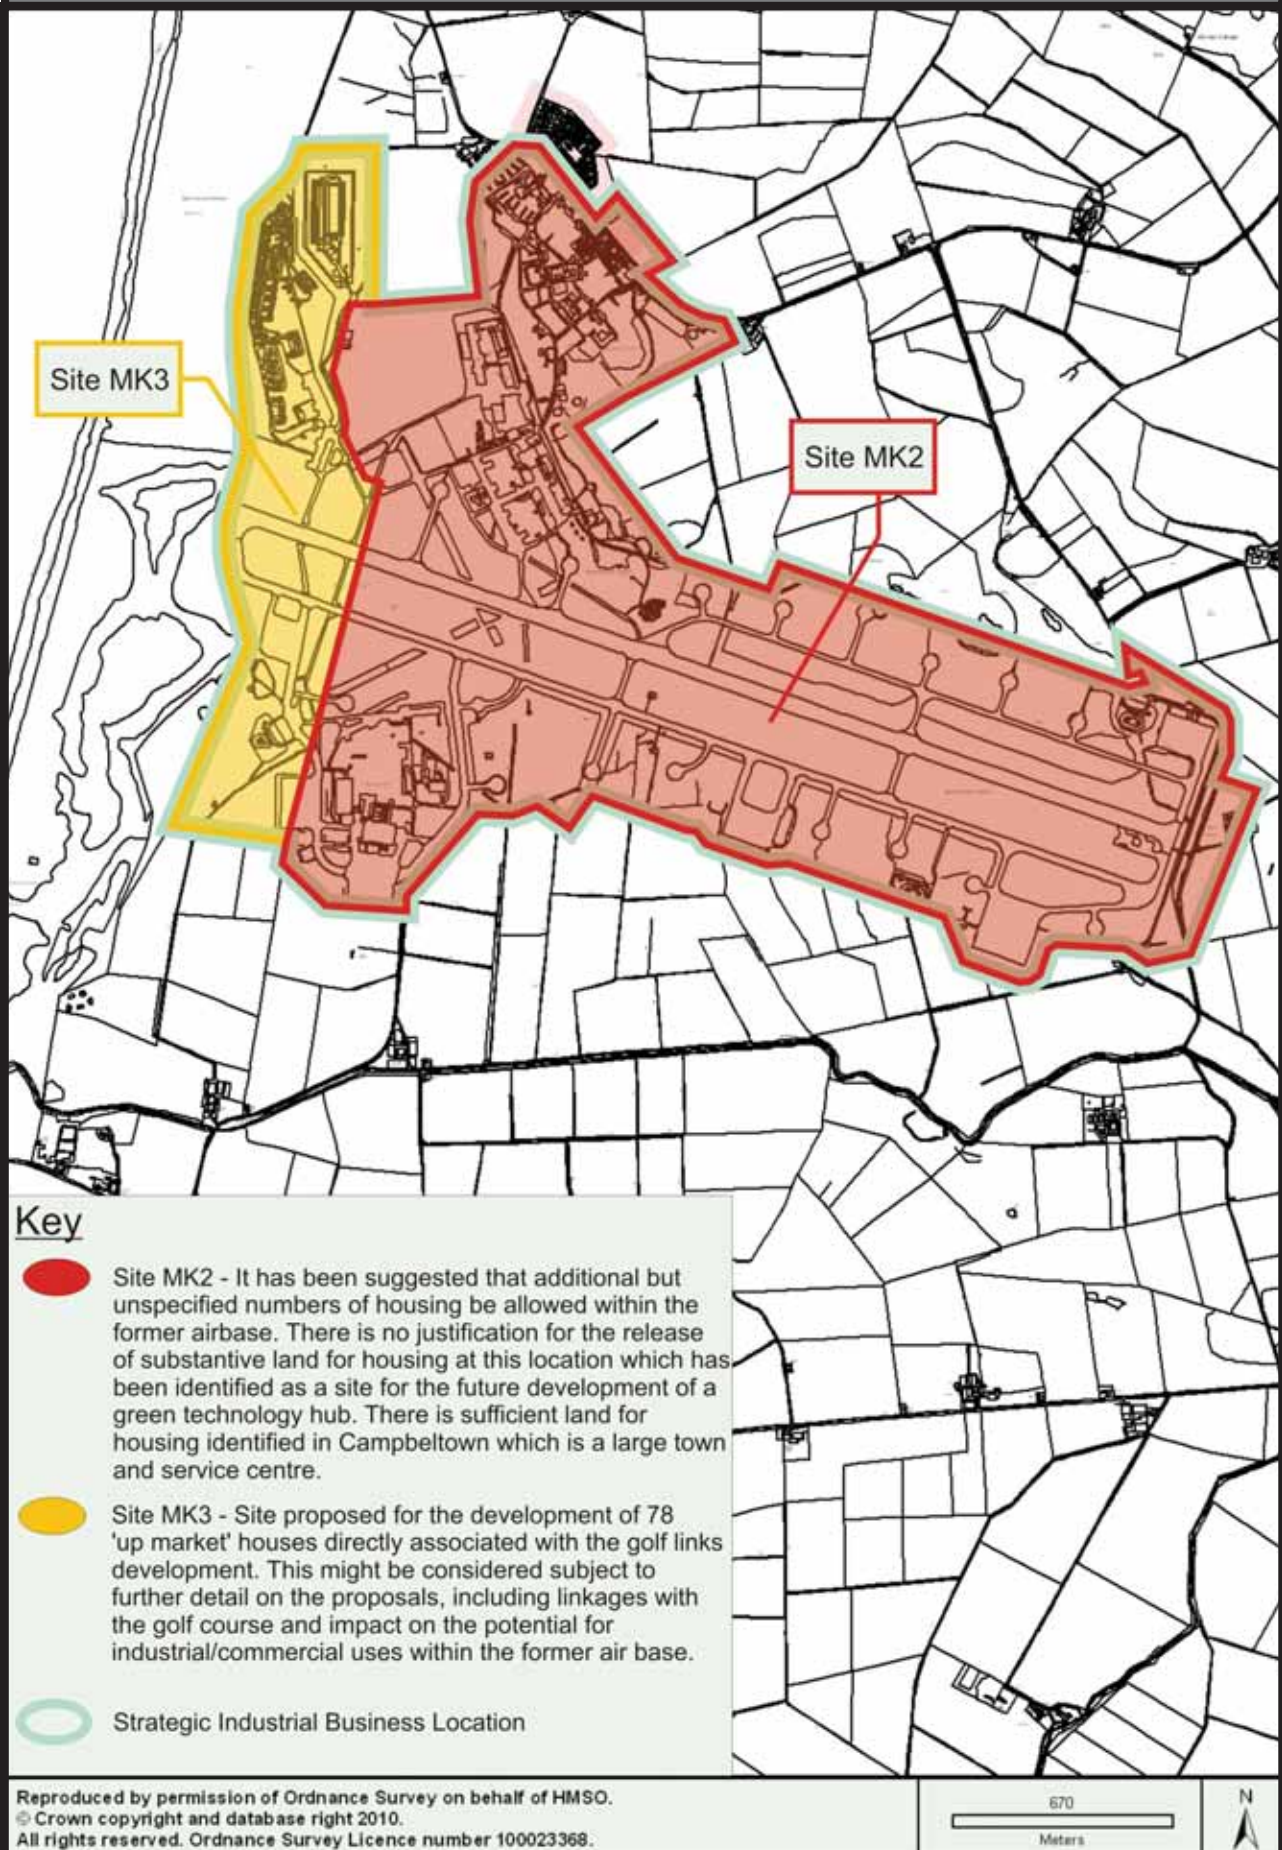 Site MK3
Site MK2
Key
Site MK2 - It has been suggested that additional but
unspecified numbers of housing be allowed within the
former airbase. There is no justification for the release
of substantive land for housing at this location which has
been identified as a site for the future development of a
green technology hub. There is sufficient land for
housing identified in Campbeltown which is a large town
and service centre.
Site MK3 - Site proposed for the development of 78
'up market' houses directly associated with the golf links
development. This might be considered subject to
further detail on the proposals, including linkages with
the golf course and impact on the potential for
industrial/commercial uses within the former air base.
Strategic Industrial Business Location
Reproduced by permission of Ordnance Survey on behalf of HMSO.
© Crown copyright and database right 2010.
All rights reserved. Ordnance Survey Licence number 100023368.
670
Meters
N